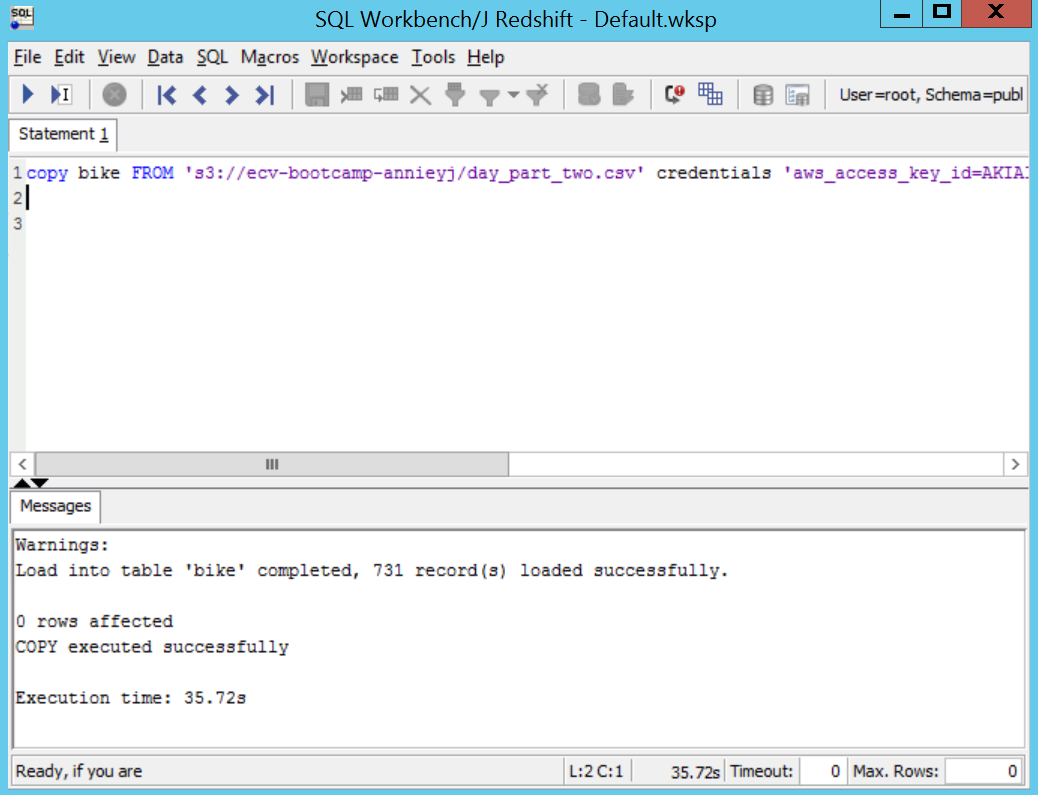 SQL
SQL Workbench/J Redshift - Default.wksp
File Edit View Data SQL Macros Workspace Tools Help
User=root, Schema=publ
Statement 1
1 copy bike FROM 's3://ecv-bootcamp-annieyj/day_part_two.csv' credentials 'aws_access_key_id=AKIAI
2
3
Messages
Warnings:
Load into table 'bike' completed, 731 record(s) loaded successfully.
0 rows affected
COPY executed successfully
Execution time: 35.72s
Ready, if you are L:2 C:1 35.72s Timeout: 0 Max. Rows: 0